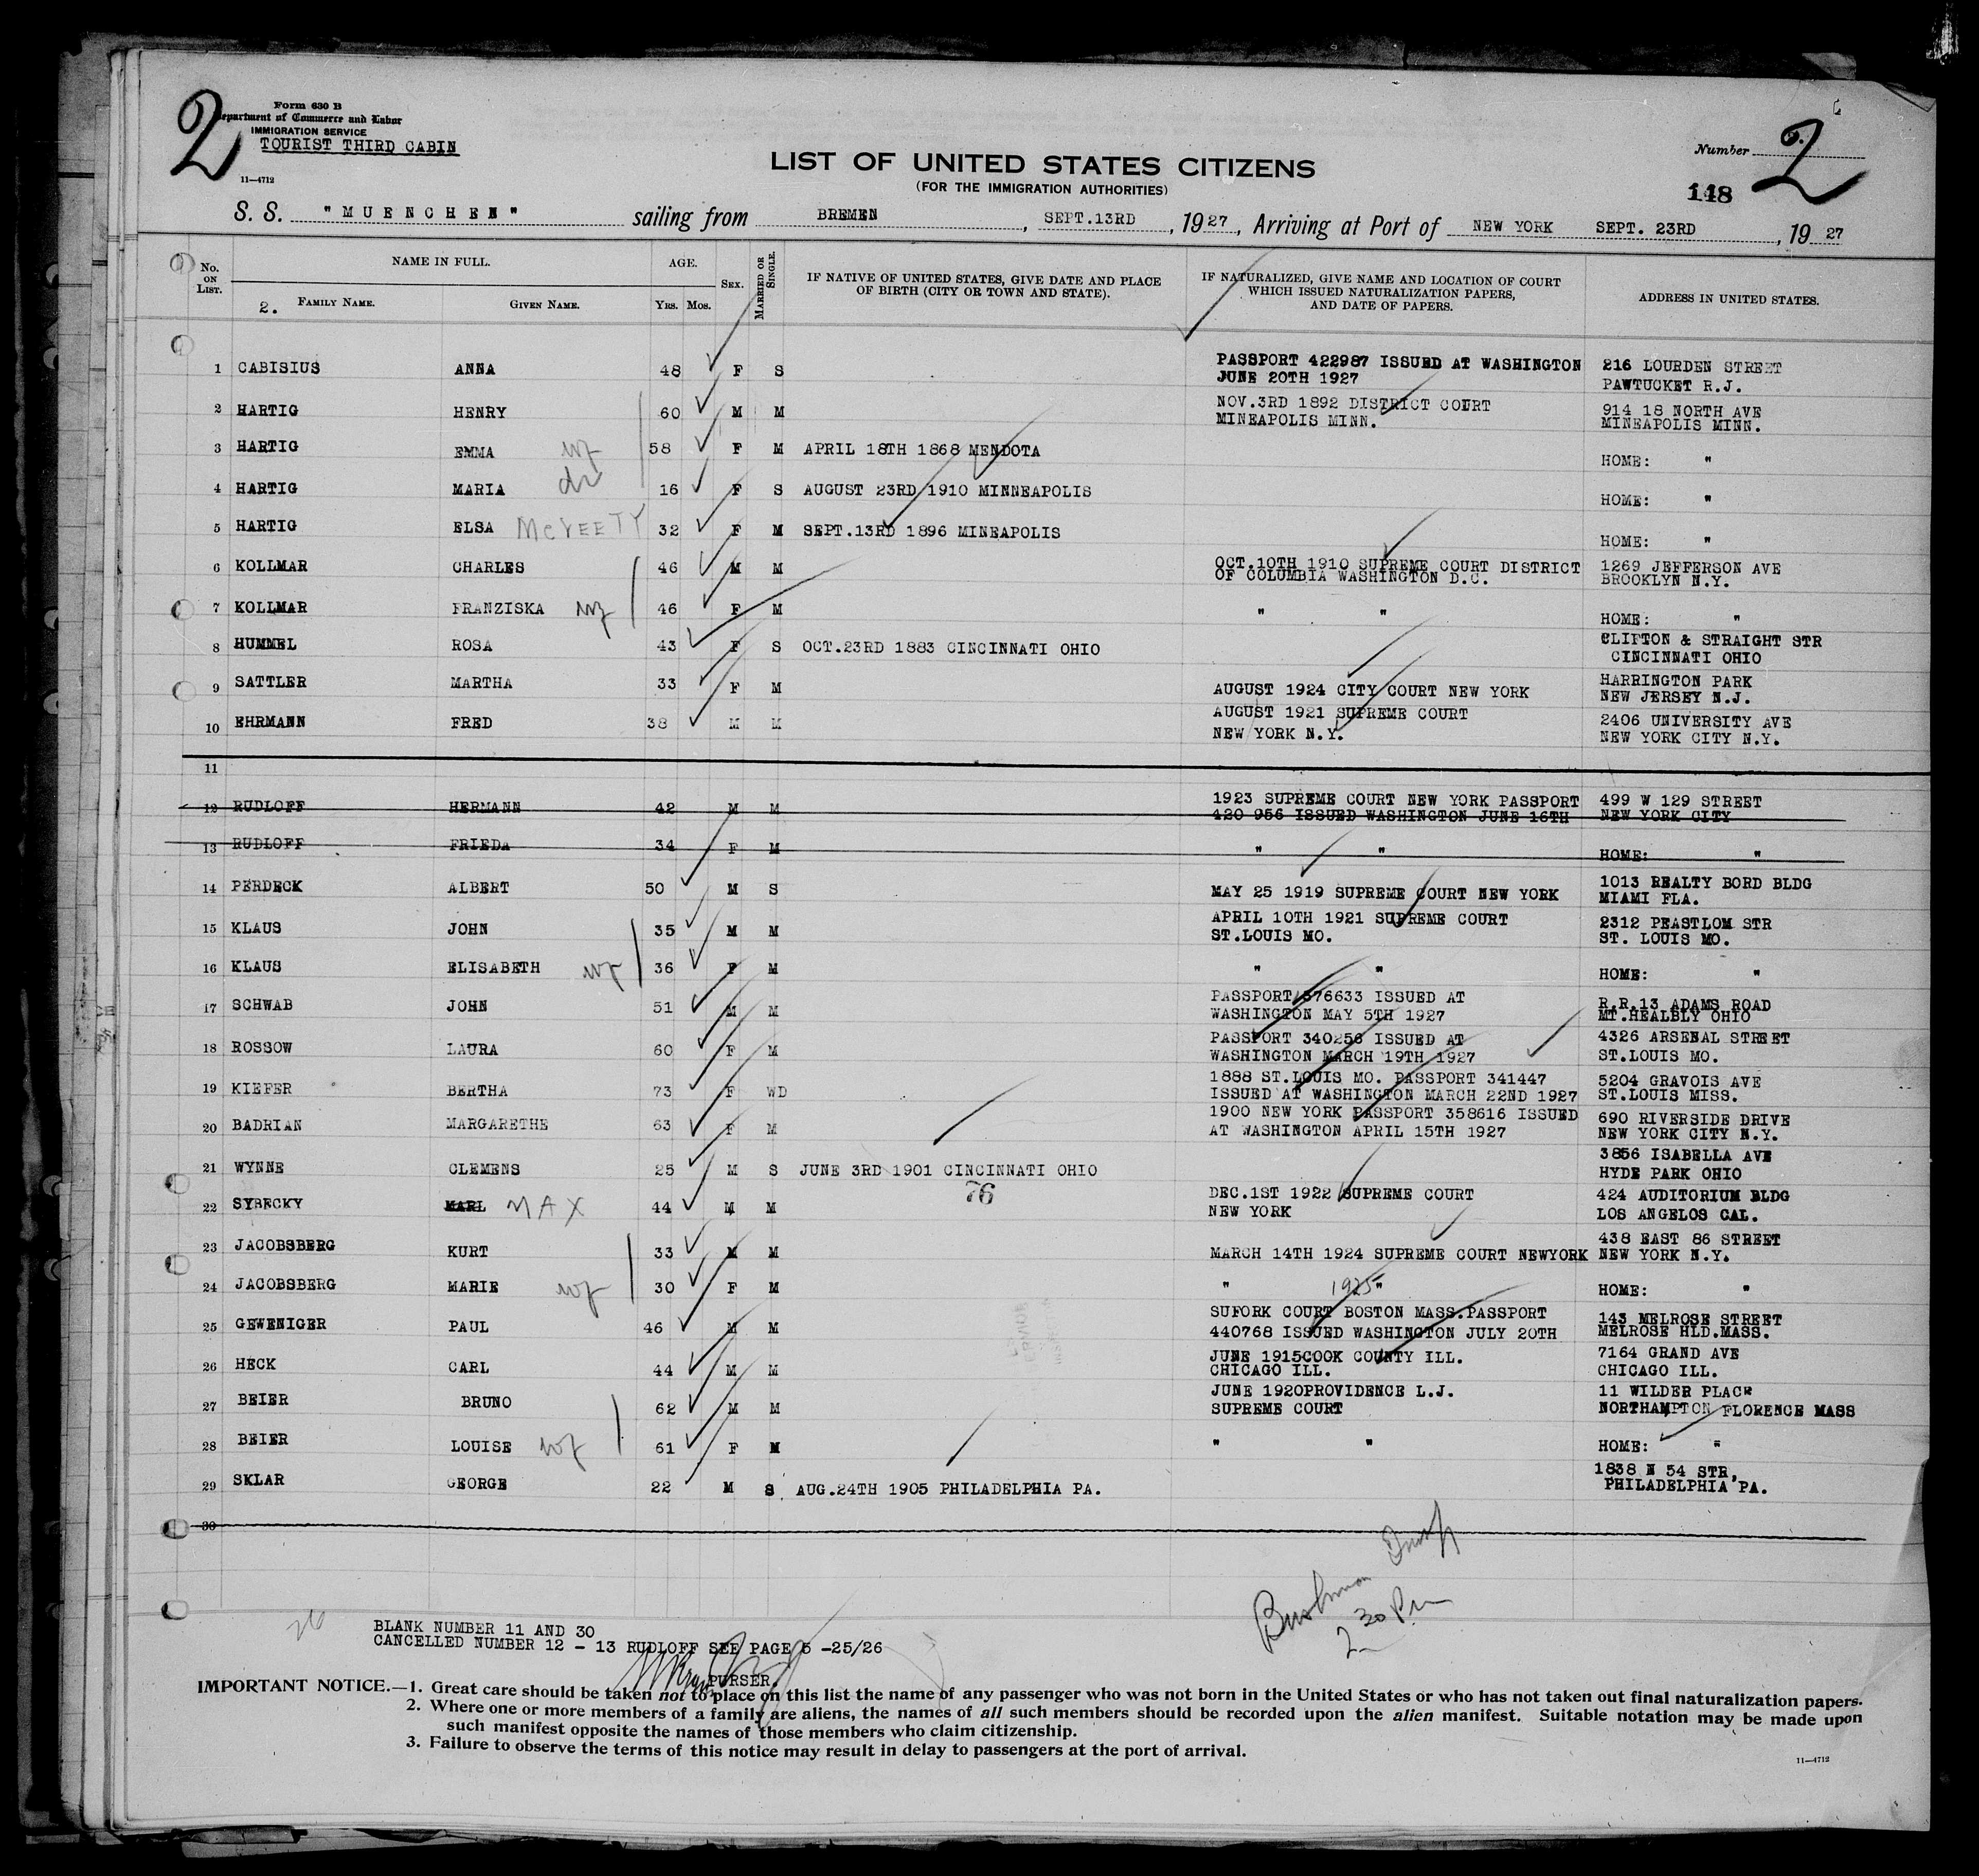 2
Form 630 B
Department of Commerce and Labor
IMMIGRATION SERVICE
TOURIST THIRD CABIN
11—4712
LIST OF UNITED STATES CITIZENS
(FOR THE IMMIGRATION AUTHORITIES)
Number 2
148
S. S. "MUENCHEN" sailing from BREMEN, SEPT.13RD, 1927, Arriving at Port of NEW YORK SEPT. 23RD, 1927
No. ON LIST. NAME IN FULL. AGE. SEX. MARRIED OR SINGLE. IF NATIVE OF UNITED STATES, GIVE DATE AND PLACE OF BIRTH (CITY OR TOWN AND STATE). IF NATURALIZED, GIVE NAME AND LOCATION OF COURT WHICH ISSUED NATURALIZATION PAPERS, AND DATE OF PAPERS. ADDRESS IN UNITED STATES.
2. FAMILY NAME. GIVEN NAME. YRS. MOS.
1 CABISIUS ANNA 48 F S PASSPORT 422987 ISSUED AT WASHINGTON 216 LOURDEN STREET
JUNE 20TH 1927 PAWTUCKET R.J.
2 HARTIG HENRY 60 M M NOV.3RD 1892 DISTRICT COURT 914 18 NORTH AVE
MINEAPOLIS MINN. MINEAPOLIS MINN.
3 HARTIG EMMA wf 58 F M APRIL 18TH 1868 MENDOTA HOME: "
4 HARTIG MARIA da 16 F S AUGUST 23RD 1910 MINNEAPOLIS HOME: "
5 HARTIG ELSA McVEETY 32 F M SEPT.13RD 1896 MINEAPOLIS HOME: "
6 KOLLMAR CHARLES 46 M M OCT.10TH 1910 SUPREME COURT DISTRICT 1269 JEFFERSON AVE
OF COLUMBIA WASHINGTON D.C. BROOKLYN N.Y.
7 KOLLMAR FRANZISKA wf 46 F M " " HOME: "
8 HUMMEL ROSA 43 F S OCT.23RD 1883 CINCINNATI OHIO CLIFTON & STRAIGHT STR
CINCINNATI OHIO
9 SATTLER MARTHA 33 F M AUGUST 1924 CITY COURT NEW YORK HARRINGTON PARK
NEW JERSEY N.J.
10 EHRMANN FRED 38 M M AUGUST 1921 SUPREME COURT 2406 UNIVERSITY AVE
NEW YORK N.Y. NEW YORK CITY N.Y.
11
12 RUDLOFF HERMANN 42 M M 1923 SUPREME COURT NEW YORK PASSPORT 499 W 129 STREET
420 956 ISSUED WASHINGTON JUNE 16TH NEW YORK CITY
13 RUDLOFF FRIEDA 34 F M " " HOME: "
14 PERDECK ALBERT 50 M S MAY 25 1919 SUPREME COURT NEW YORK 1013 REALTY BORD BLDG
MIAMI FLA.
15 KLAUS JOHN 35 M M APRIL 10TH 1921 SUPREME COURT 2312 PEASTLOM STR
ST.LOUIS MO. ST. LOUIS MO.
16 KLAUS ELISABETH wf 36 F M " " HOME: "
17 SCHWAB JOHN 51 M M PASSPORT 376633 ISSUED AT R.R.13 ADAMS ROAD
WASHINGTON MAY 5TH 1927 MT.HEALBLY OHIO
18 ROSSOW LAURA 60 F M PASSPORT 340256 ISSUED AT 4326 ARSENAL STREET
WASHINGTON MARCH 19TH 1927 ST.LOUIS MO.
19 KIEFER BERTHA 73 F WD 1888 ST.LOUIS MO. PASSPORT 341447 5204 GRAVOIS AVE
ISSUED AT WASHINGTON MARCH 22ND 1927 ST.LOUIS MISS.
20 BADRIAN MARGARETHE 63 F M 1900 NEW YORK PASSPORT 358616 ISSUED 690 RIVERSIDE DRIVE
AT WASHINGTON APRIL 15TH 1927 NEW YORK CITY N.Y.
21 WYNNE CLEMENS 25 M S JUNE 3RD 1901 CINCINNATI OHIO 3856 ISABELLA AVE
HYDE PARK OHIO
76
22 SYBECKY MARL MAX 44 M M DEC.1ST 1922 SUPREME COURT 424 AUDITORIUM BLDG
NEW YORK LOS ANGELOS CAL.
23 JACOBSBERG KURT 33 M M MARCH 14TH 1924 SUPREME COURT NEWYORK 438 EAST 86 STREET
NEW YORK N.Y.
24 JACOBSBERG MARIE wf 30 F M " 1925 " HOME: "
25 GEWENIGER PAUL 46 M M SUFORK COURT BOSTON MASS.PASSPORT 143 MELROSE STREET
440768 ISSUED WASHINGTON JULY 20TH MELROSE HLD.MASS.
26 HECK CARL 44 M M JUNE 1915COOK COUNTY ILL. 7164 GRAND AVE
CHICAGO ILL. CHICAGO ILL.
27 BEIER BRUNO 62 M M JUNE 1920PROVIDENCE L.J. 11 WILDER PLACE
SUPREME COURT NORTHAMPTON FLORENCE MASS
28 BEIER LOUISE wf 61 F M " " HOME: "
29 SKLAR GEORGE 22 M S AUG.24TH 1905 PHILADELPHIA PA. 1838 N 54 STR,
PHILADELPHIA PA.
30
Bushman
2 30 Pm
26
BLANK NUMBER 11 AND 30
CANCELLED NUMBER 12 - 13 RUDLOFF SEE PAGE 5 -25/26
PURSER.
IMPORTANT NOTICE.—1. Great care should be taken not to place on this list the name of any passenger who was not born in the United States or who has not taken out final naturalization papers.
2. Where one or more members of a family are aliens, the names of all such members should be recorded upon the alien manifest. Suitable notation may be made upon
such manifest opposite the names of those members who claim citizenship.
3. Failure to observe the terms of this notice may result in delay to passengers at the port of arrival.
11—4712